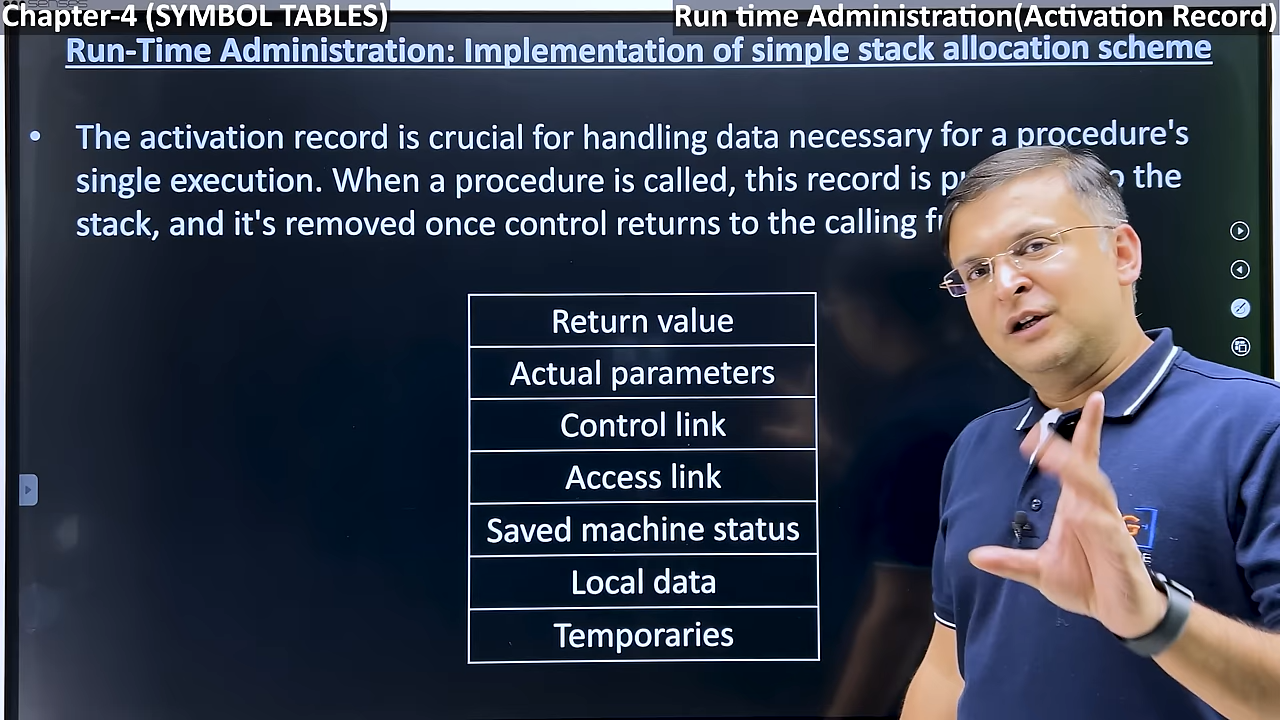 Chapter-4 (SYMBOL TABLES)
Run time Administration(Activation Record)
Run-Time Administration: Implementation of simple stack allocation scheme
• The activation record is crucial for handling data necessary for a procedure's
single execution. When a procedure is called, this record is the
stack, and it's removed once control returns to the calling
Return value
Actual parameters
Control link
Access link
Saved machine status
Local data
Temporaries